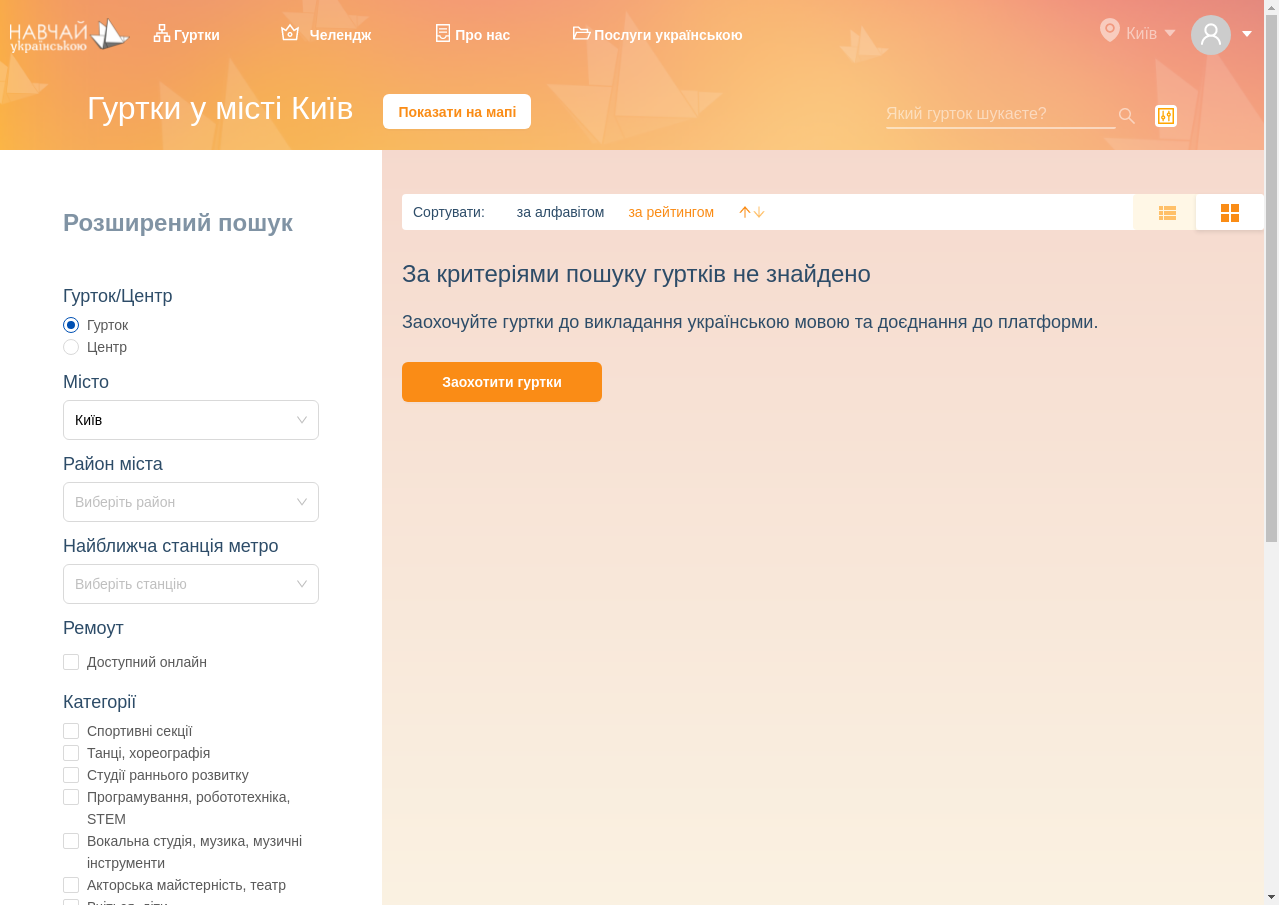 НАВЧАЙ
українською
Гуртки
Челендж
Про нас
Послуги українською
Київ
Гуртки у місті Київ
Показати на мапі
Який гурток шукаєте?
Розширений пошук
Сортувати:
за алфавітом
за рейтингом
За критеріями пошуку гуртків не знайдено
Заохочуйте гуртки до викладання українською мовою та доєднання до платформи.
Заохотити гуртки
Гурток/Центр
Гурток
Центр
Місто
Київ
Район міста
Виберіть район
Найближча станція метро
Виберіть станцію
Ремоут
Доступний онлайн
Категорії
Спортивні секції
Танці, хореографія
Студії раннього розвитку
Програмування, робототехніка,
STEM
Вокальна студія, музика, музичні
інструменти
Акторська майстерність, театр